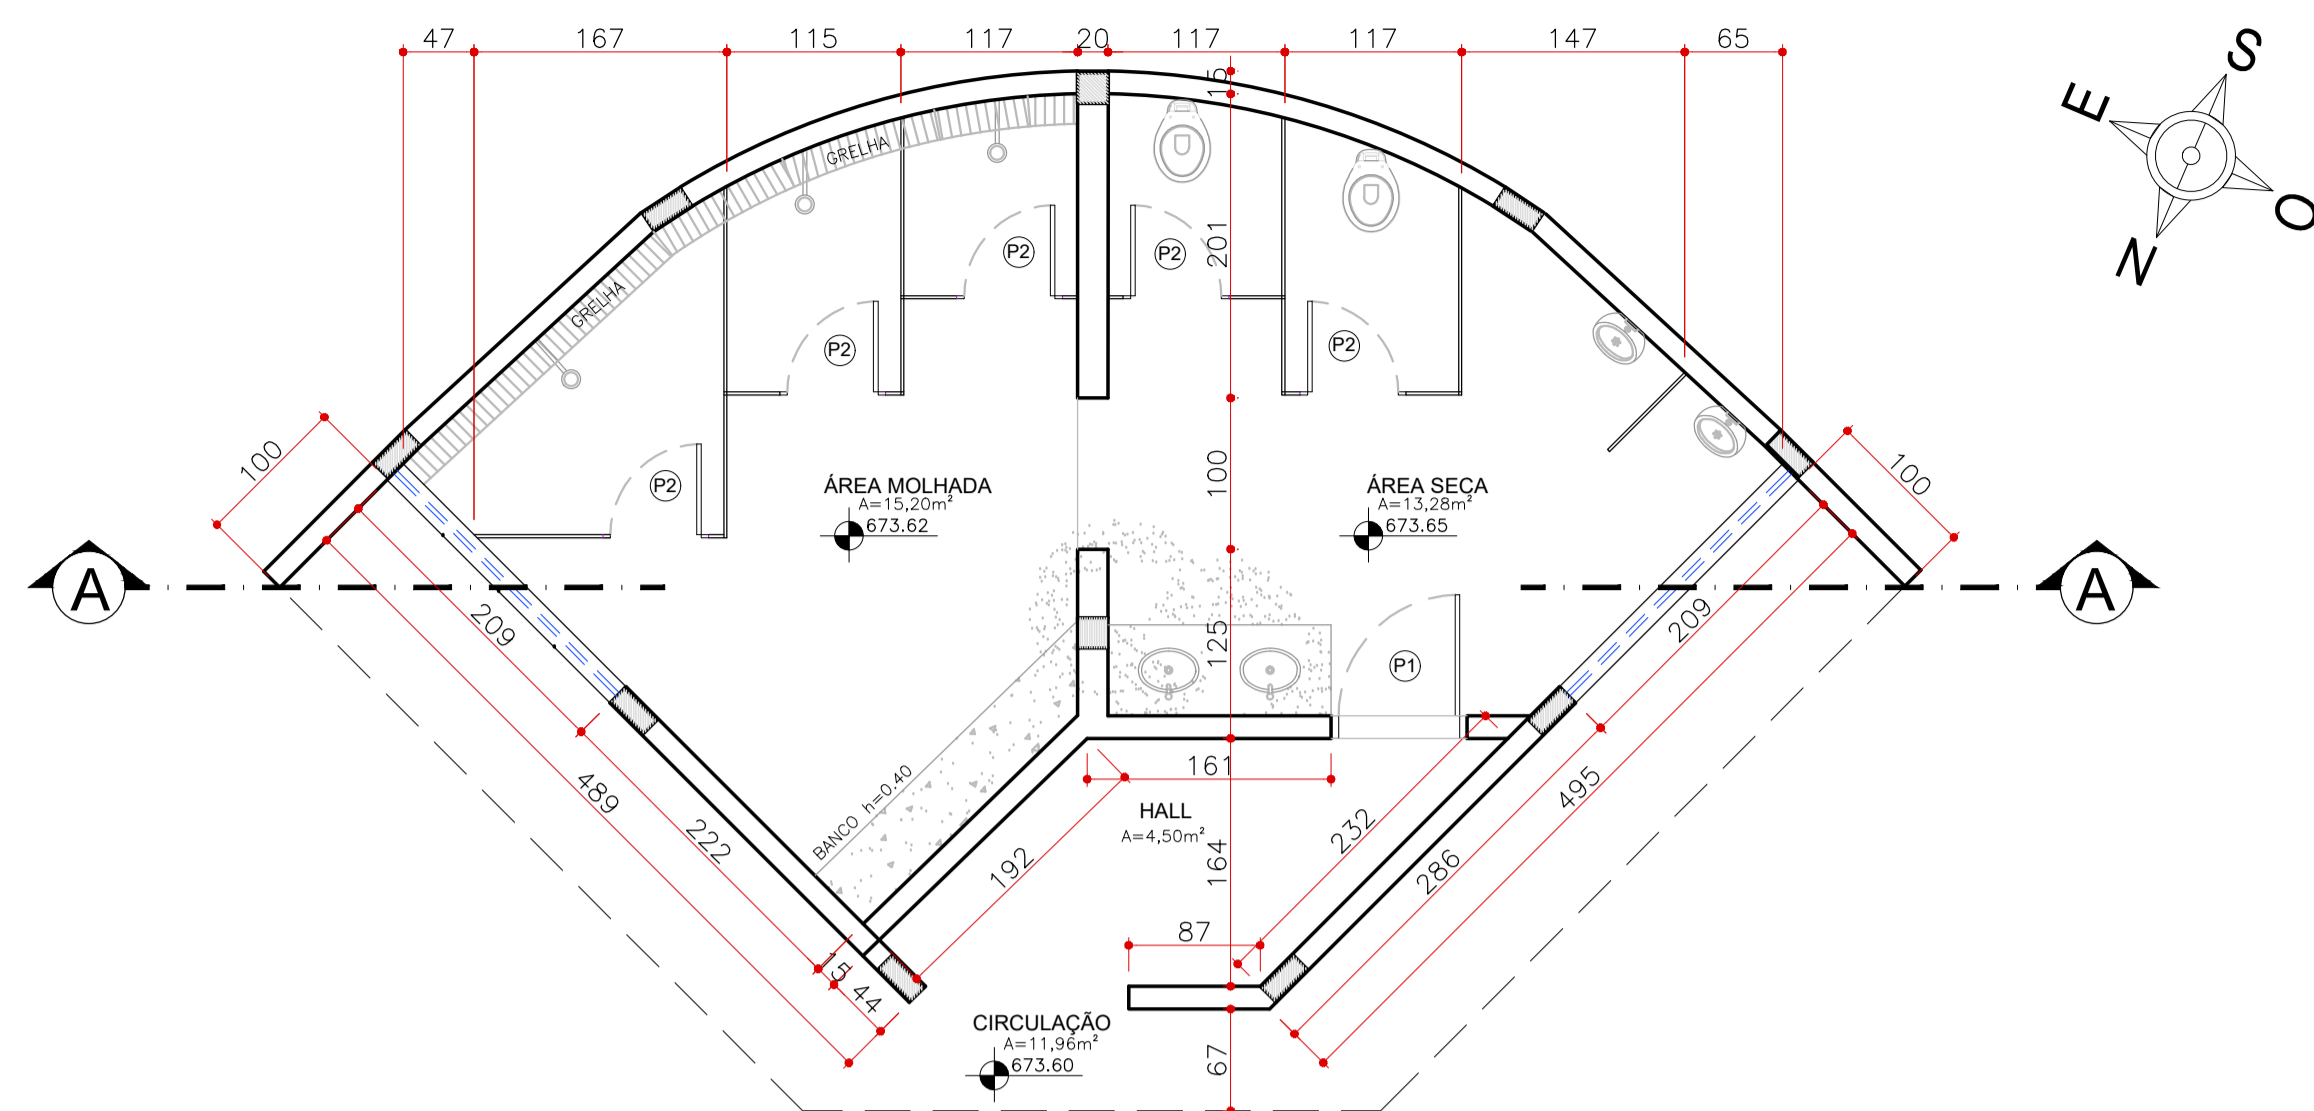 47 167 115 117 20 117 117 147 65
S
E
O
N
15
GRELHA
GRELHA
201
P2
P2
P2
P2
P2
100
100
100
ÁREA MOLHADA
A=15,20m²
673.62
ÁREA SECA
A=13,28m²
673.65
A
A
209
209
125
P1
161
489
495
BANCO h=0.40
HALL
A=4,50m²
222
192
164
232
286
87
15
44
CIRCULAÇÃO
A=11,96m²
673.60
67